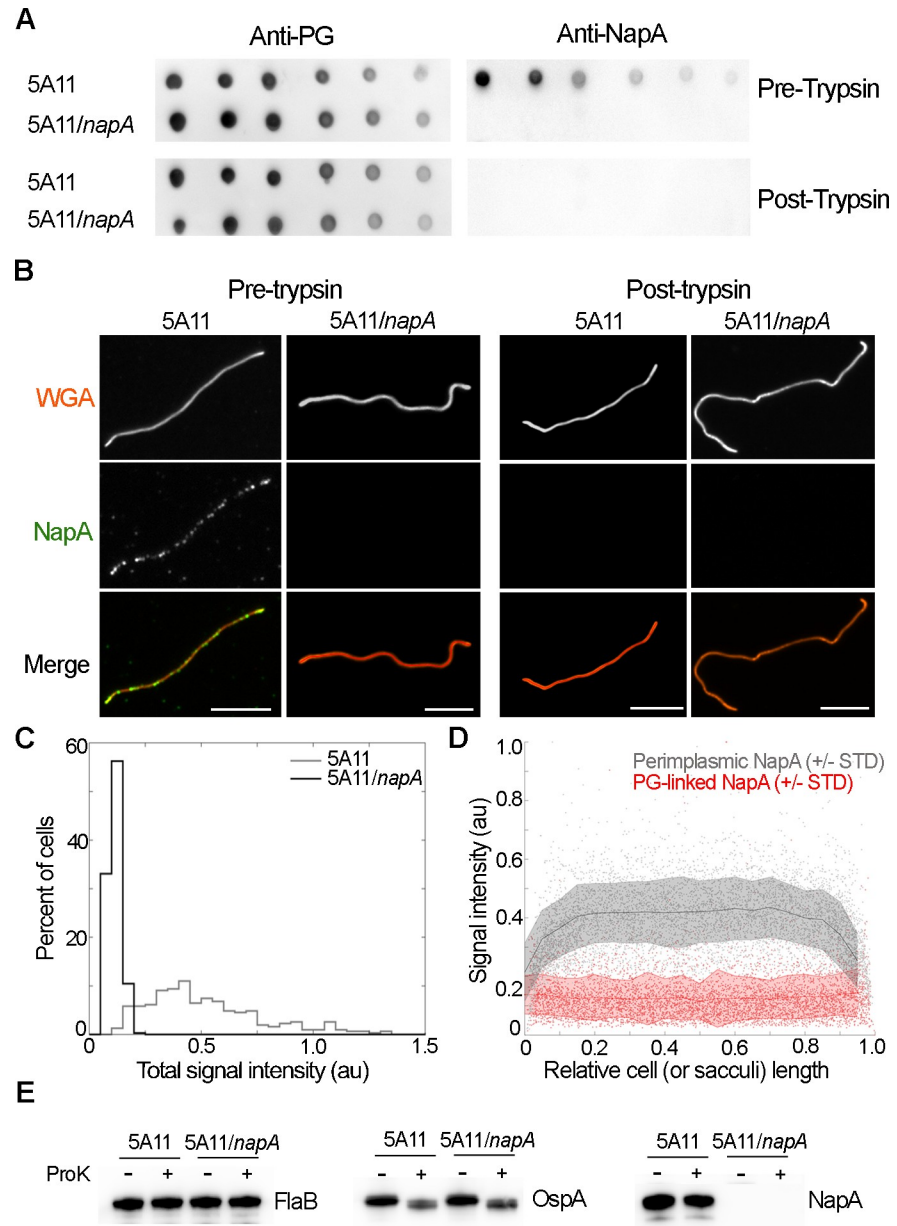 A
Anti-PG Anti-NapA
5A11
5A11/napA
Pre-Trypsin
5A11
5A11/napA
Post-Trypsin
B
Pre-trypsin Post-trypsin
5A11 5A11/napA 5A11 5A11/napA
WGA
NapA
Merge
C
60
40
20
0
Percent of cells
5A11
5A11/napA
0 0.5 1.0 1.5
Total signal intensity (au)
D
1.0
0.6
0.4
0.2
0
Signal intensity (au)
Perimplasmic NapA (+/- STD)
PG-linked NapA (+/- STD)
0 0.2 0.4 0.6 0.8 1.0
Relative cell (or sacculi) length
E
5A11 5A11/napA 5A11 5A11/napA 5A11 5A11/napA
ProK - + - + - + - + - + - +
FlaB OspA NapA